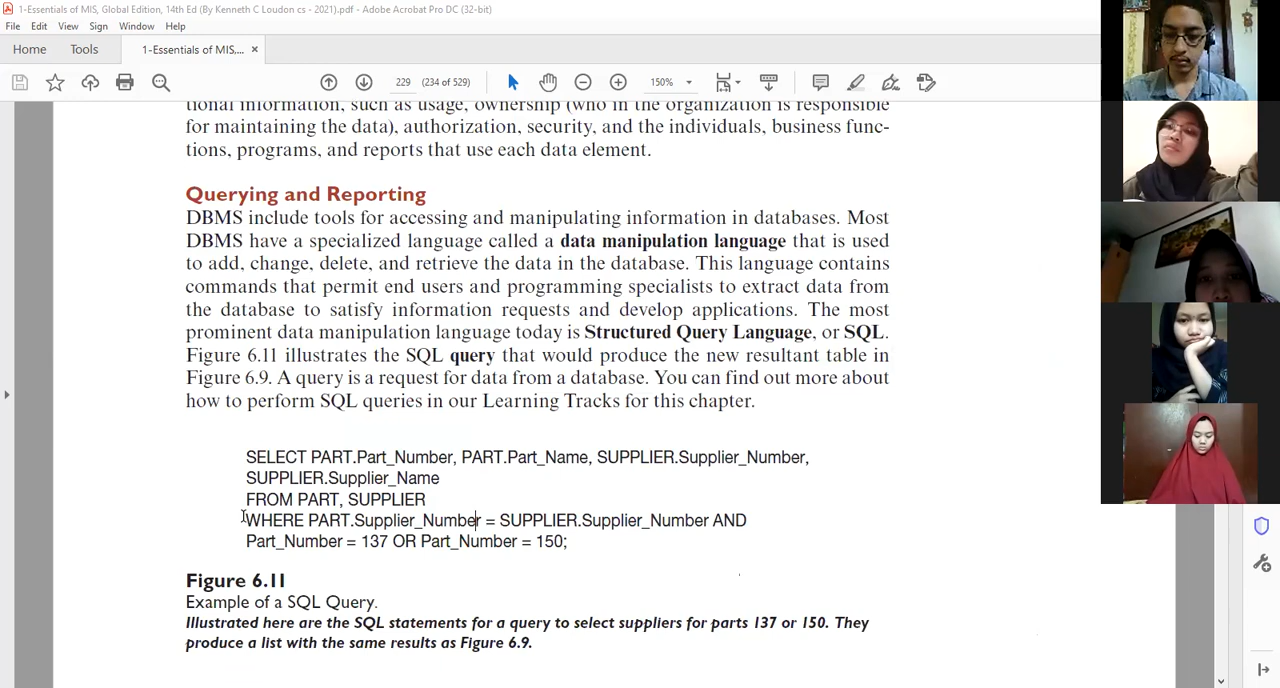 1-Essentials of MIS, Global Edition, 14th Ed (By Kenneth C Loudon cs - 2021).pdf - Adobe Acrobat Pro DC (32-bit)
File Edit View Sign Window Help
Home Tools 1-Essentials of MIS,... ×
229 (234 of 529) 150%
tional information, such as usage, ownership (who in the organization is responsible
for maintaining the data), authorization, security, and the individuals, business func-
tions, programs, and reports that use each data element.
Querying and Reporting
DBMS include tools for accessing and manipulating information in databases. Most
DBMS have a specialized language called a data manipulation language that is used
to add, change, delete, and retrieve the data in the database. This language contains
commands that permit end users and programming specialists to extract data from
the database to satisfy information requests and develop applications. The most
prominent data manipulation language today is Structured Query Language, or SQL.
Figure 6.11 illustrates the SQL query that would produce the new resultant table in
Figure 6.9. A query is a request for data from a database. You can find out more about
how to perform SQL queries in our Learning Tracks for this chapter.
SELECT PART.Part_Number, PART.Part_Name, SUPPLIER.Supplier_Number,
SUPPLIER.Supplier_Name
FROM PART, SUPPLIER
WHERE PART.Supplier_Number = SUPPLIER.Supplier_Number AND
Part_Number = 137 OR Part_Number = 150;
Figure 6.11
Example of a SQL Query.
Illustrated here are the SQL statements for a query to select suppliers for parts 137 or 150. They
produce a list with the same results as Figure 6.9.